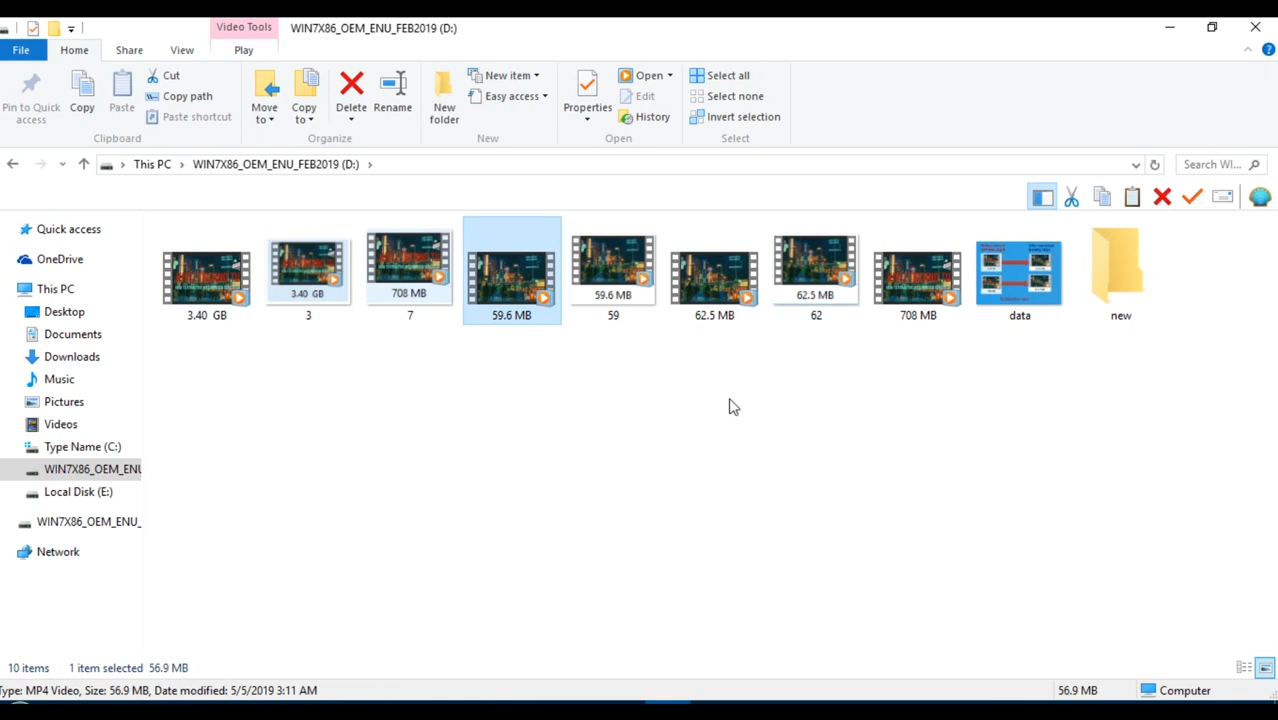 Video Tools
WIN7X86_OEM_ENU_FEB2019 (D:)
File
Home
Share
View
Play
Pin to Quick access
Copy
Paste
Cut
Copy path
Paste shortcut
Clipboard
Move to
Copy to
Delete
Rename
Organize
New folder
New item
Easy access
New
Properties
Open
Edit
History
Open
Select all
Select none
Invert selection
Select
This PC
WIN7X86_OEM_ENU_FEB2019 (D:)
Search WI...
Quick access
OneDrive
This PC
Desktop
Documents
Downloads
Music
Pictures
Videos
Type Name (C:)
WIN7X86_OEM_ENU
Local Disk (E:)
WIN7X86_OEM_ENU_
Network
3.40 GB
3.40 GB
3
708 MB
7
59.6 MB
59.6 MB
59
62.5 MB
62.5 MB
62
708 MB
data
new
10 items
1 item selected 56.9 MB
Type: MP4 Video, Size: 56.9 MB, Date modified: 5/5/2019 3:11 AM
56.9 MB
Computer